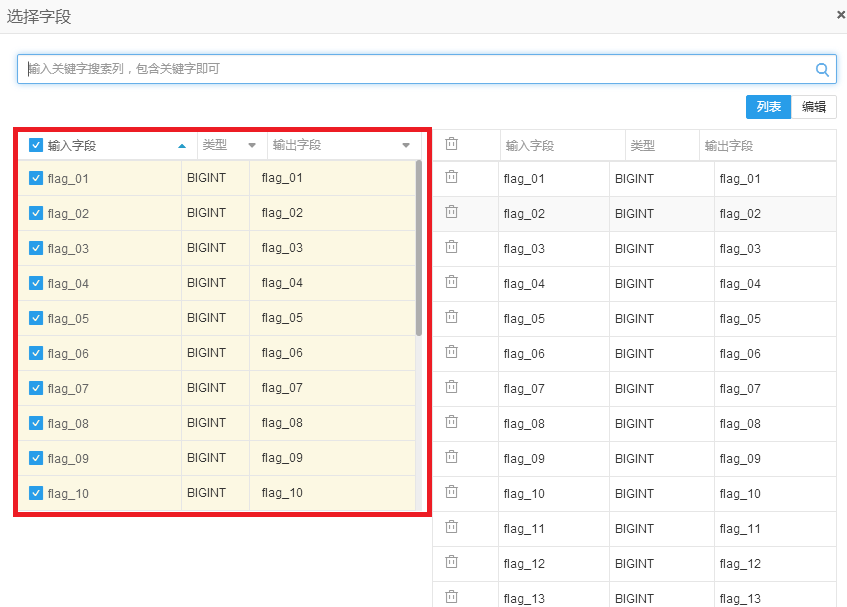 选择字段
输入关键字搜索列，包含关键字即可
列表 编辑
输入字段 类型 输出字段 输入字段 类型 输出字段
flag_01 BIGINT flag_01 flag_01 BIGINT flag_01
flag_02 BIGINT flag_02 flag_02 BIGINT flag_02
flag_03 BIGINT flag_03 flag_03 BIGINT flag_03
flag_04 BIGINT flag_04 flag_04 BIGINT flag_04
flag_05 BIGINT flag_05 flag_05 BIGINT flag_05
flag_06 BIGINT flag_06 flag_06 BIGINT flag_06
flag_07 BIGINT flag_07 flag_07 BIGINT flag_07
flag_08 BIGINT flag_08 flag_08 BIGINT flag_08
flag_09 BIGINT flag_09 flag_09 BIGINT flag_09
flag_10 BIGINT flag_10 flag_10 BIGINT flag_10
flag_11 BIGINT flag_11
flag_12 BIGINT flag_12
flag_13 BIGINT flag_13